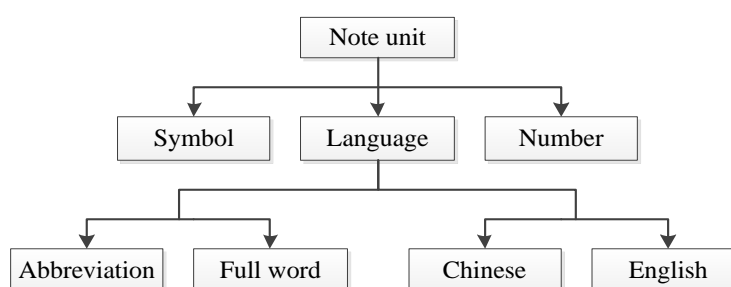 Note unit
Symbol
Language
Number
Abbreviation
Full word
Chinese
English